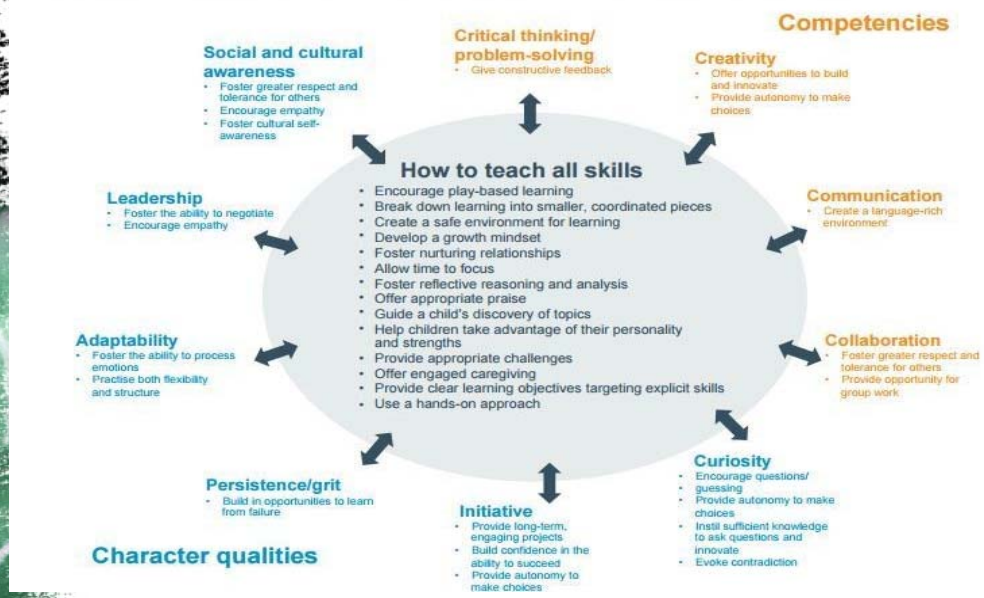 Competencies
Critical thinking/
problem-solving
• Give constructive feedback
Creativity
• Offer opportunities to build
and innovate
• Provide autonomy to make
choices
Social and cultural
awareness
• Foster greater respect and
tolerance for others
• Encourage empathy
• Foster cultural self-
awareness
Leadership
• Foster the ability to negotiate
• Encourage empathy
Communication
• Create a language-rich
environment
How to teach all skills
• Encourage play-based learning
• Break down learning into smaller, coordinated pieces
• Create a safe environment for learning
• Develop a growth mindset
• Foster nurturing relationships
• Allow time to focus
• Foster reflective reasoning and analysis
• Offer appropriate praise
• Guide a child's discovery of topics
• Help children take advantage of their personality
and strengths
• Provide appropriate challenges
• Offer engaged caregiving
• Provide clear learning objectives targeting explicit skills
• Use a hands-on approach
Adaptability
• Foster the ability to process
emotions
• Practise both flexibility
and structure
Collaboration
• Foster greater respect and
tolerance for others
• Provide opportunity for
group work
Persistence/grit
• Build in opportunities to learn
from failure
Initiative
• Provide long-term,
engaging projects
• Build confidence in the
ability to succeed
• Provide autonomy to
make choices
Curiosity
• Encourage questions/
• guessing
• Provide autonomy to make
choices
• Instil sufficient knowledge
to ask questions and
innovate
• Evoke contradiction
Character qualities